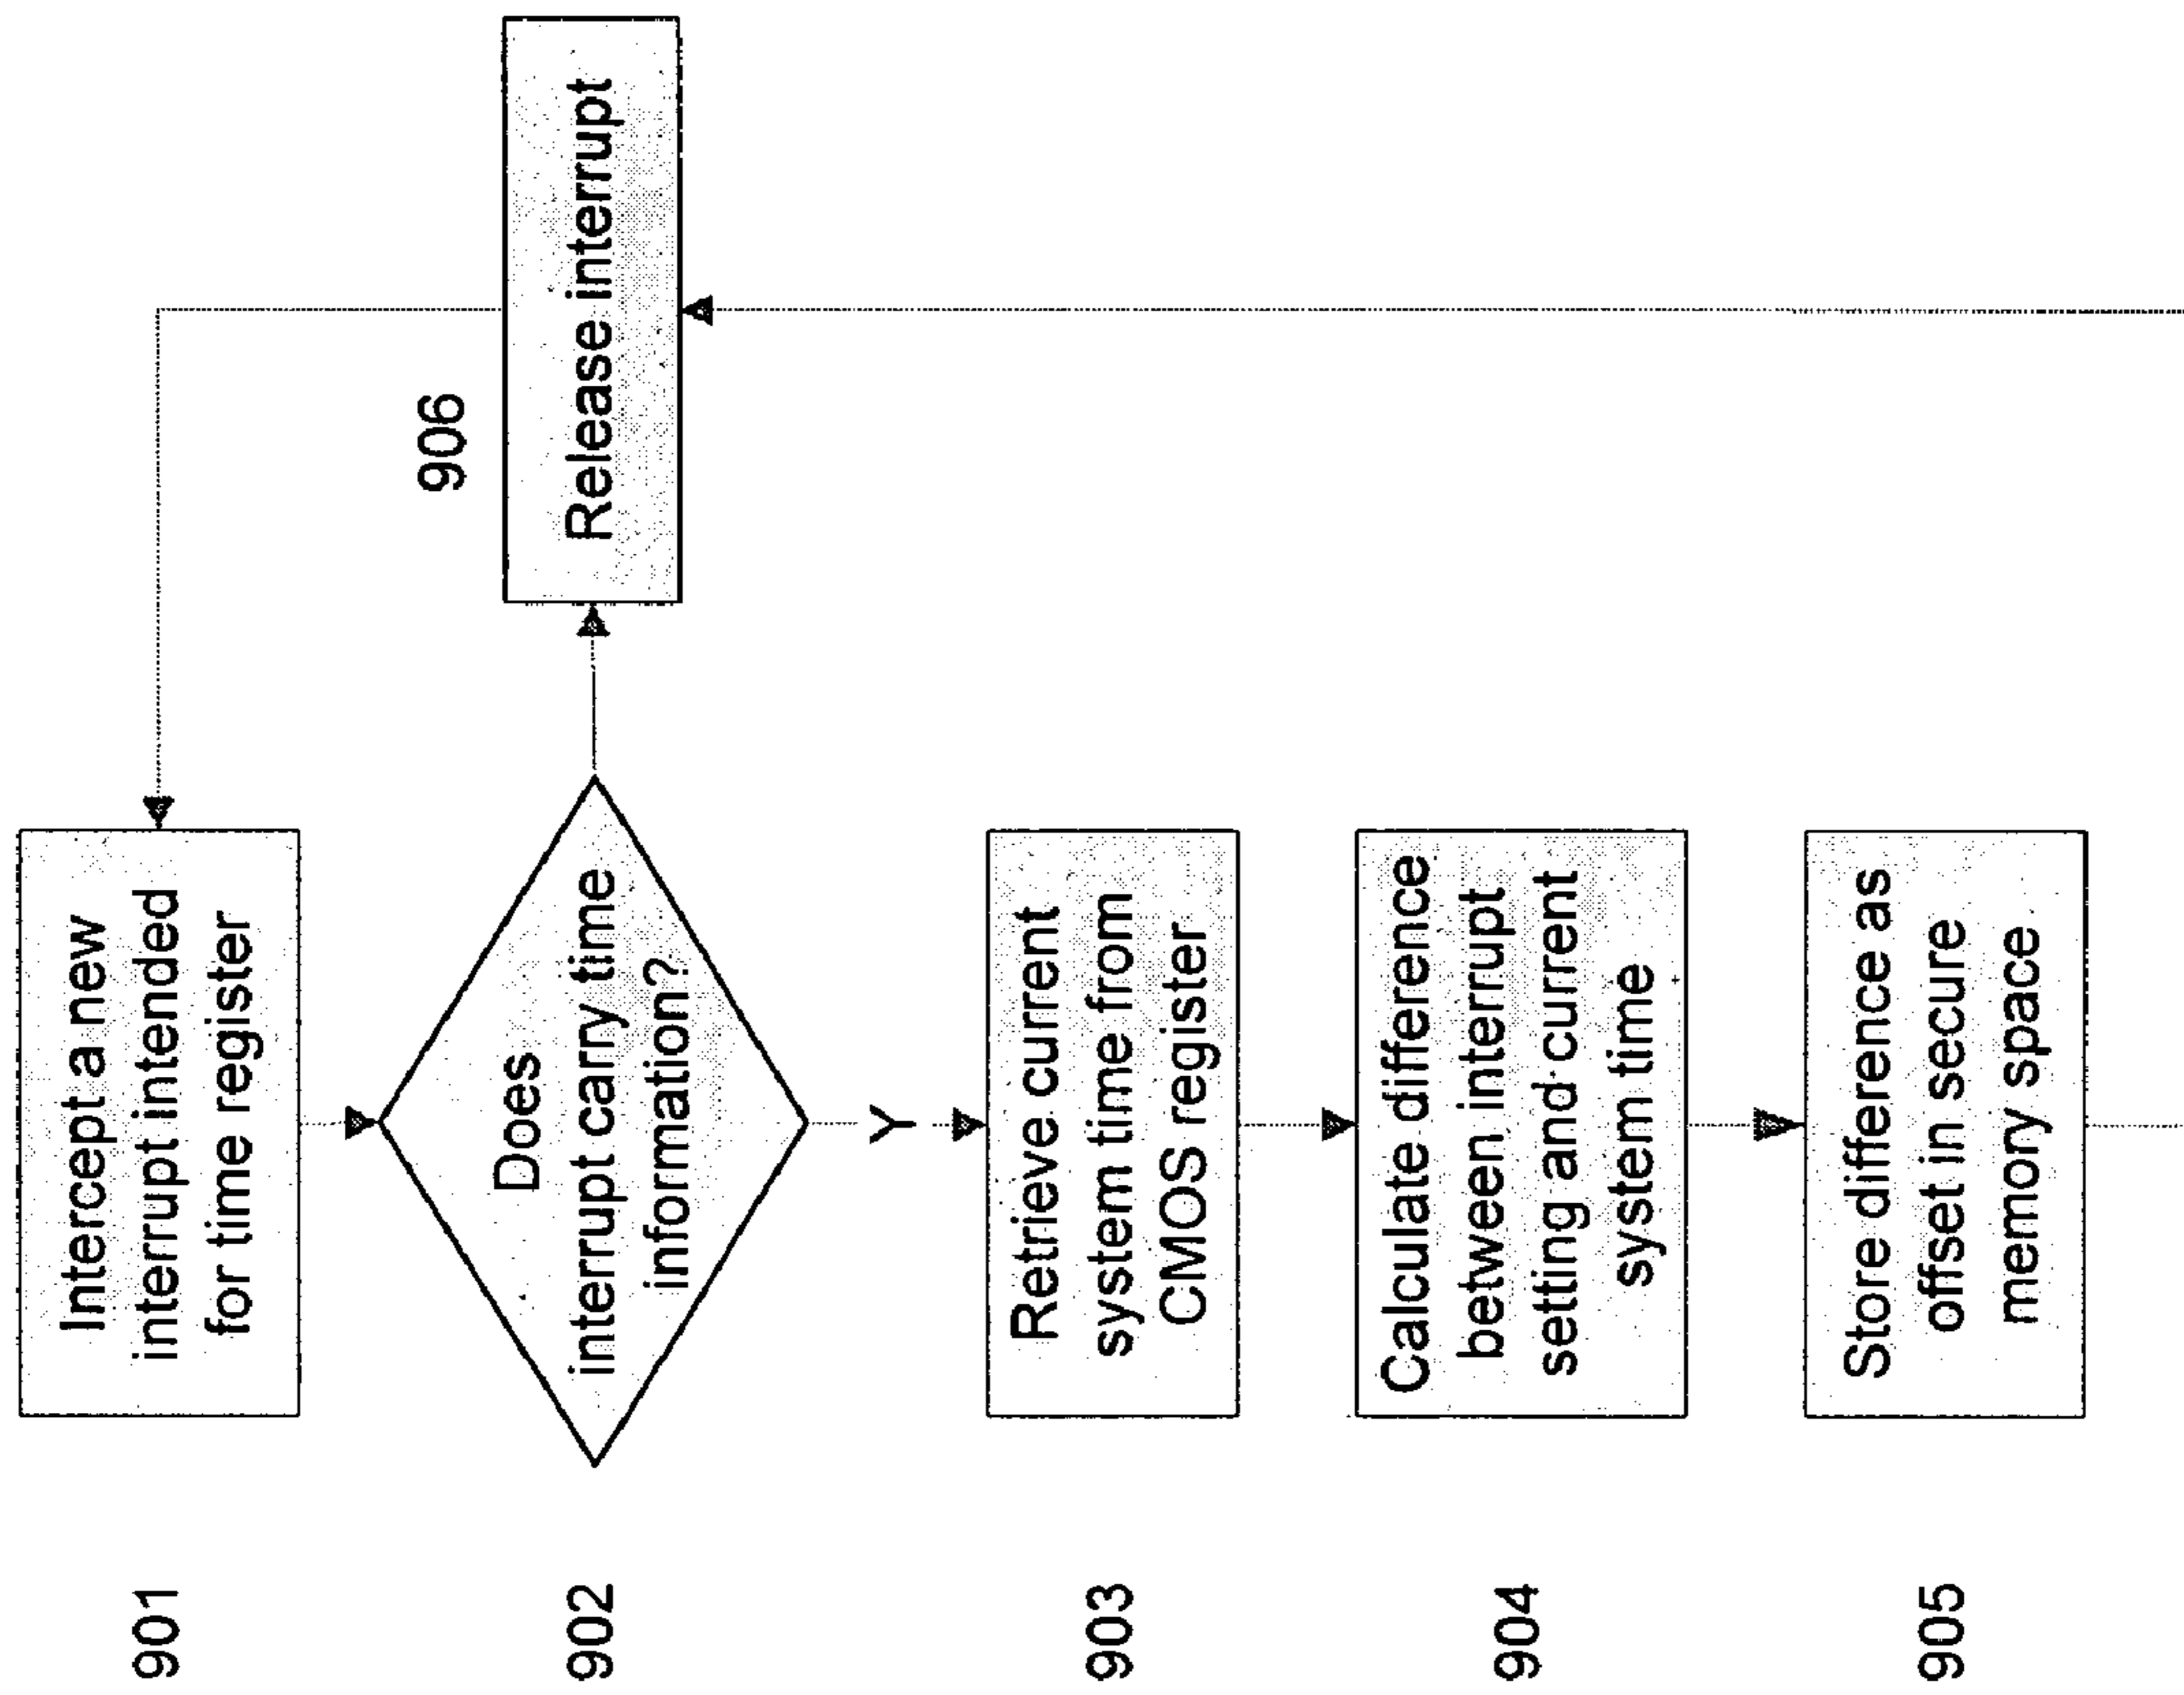 901
Intercept a new
interrupt intended
for time register
902
Does
interrupt carry time
information?
906
Release interrupt
Y
903
Retrieve current
system time from
CMOS register
904
Calculate difference
between interrupt
setting and current
system time
905
Store difference as
offset in secure
memory space